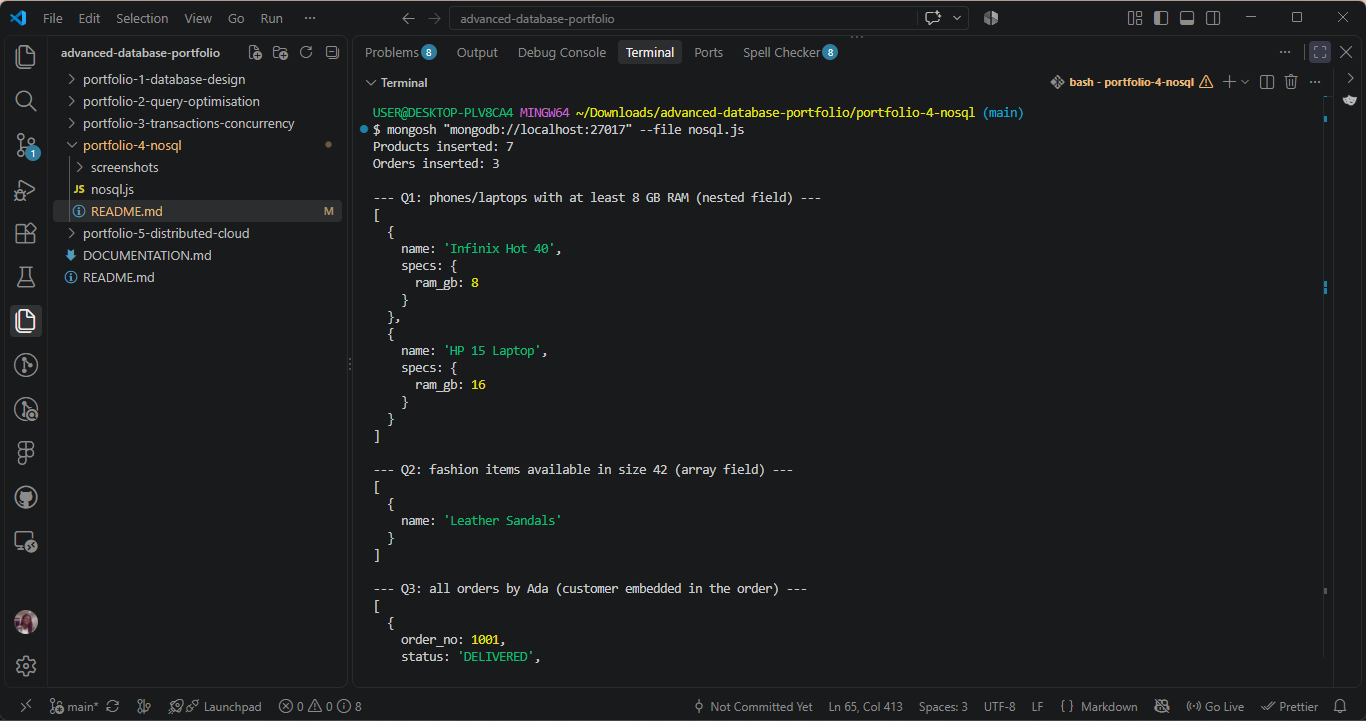 File Edit Selection View Go Run ···
advanced-database-portfolio
advanced-database-portfolio
portfolio-1-database-design
portfolio-2-query-optimisation
portfolio-3-transactions-concurrency
portfolio-4-nosql
screenshots
JS nosql.js
README.md M
portfolio-5-distributed-cloud
DOCUMENTATION.md
README.md
1
Problems 8 Output Debug Console Terminal Ports Spell Checker 8 ···
Terminal
bash - portfolio-4-nosql
USER@DESKTOP-PLV8CA4 MINGW64 ~/Downloads/advanced-database-portfolio/portfolio-4-nosql (main)
$ mongosh "mongodb://localhost:27017" --file nosql.js
Products inserted: 7
Orders inserted: 3
--- Q1: phones/laptops with at least 8 GB RAM (nested field) ---
[
{
name: 'Infinix Hot 40',
specs: {
ram_gb: 8
}
},
{
name: 'HP 15 Laptop',
specs: {
ram_gb: 16
}
}
]
--- Q2: fashion items available in size 42 (array field) ---
[
{
name: 'Leather Sandals'
}
]
--- Q3: all orders by Ada (customer embedded in the order) ---
[
{
order_no: 1001,
status: 'DELIVERED',
main* Launchpad 0 0 8 Not Committed Yet Ln 65, Col 413 Spaces: 3 UTF-8 LF { } Markdown Go Live Prettier